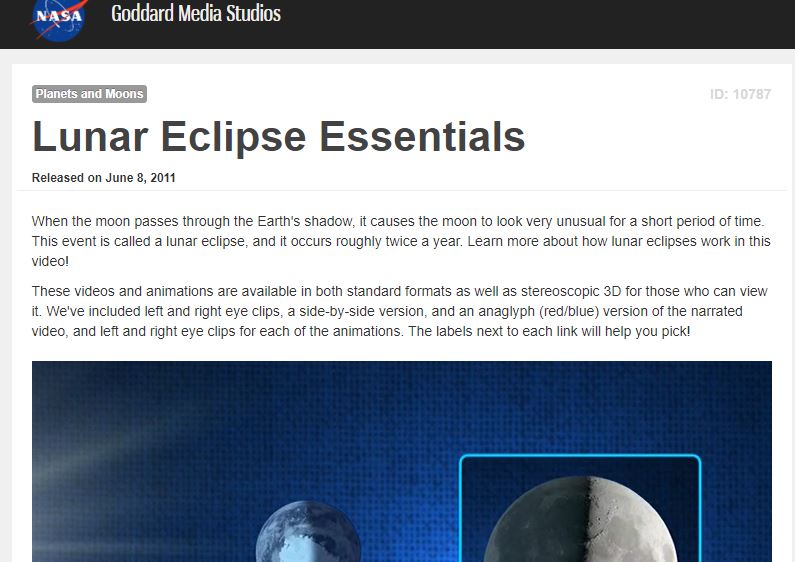 NASA
Goddard Media Studios
Planets and Moons
ID: 10787
Lunar Eclipse Essentials
Released on June 8, 2011
When the moon passes through the Earth's shadow, it causes the moon to look very unusual for a short period of time.
This event is called a lunar eclipse, and it occurs roughly twice a year. Learn more about how lunar eclipses work in this
video!
These videos and animations are available in both standard formats as well as stereoscopic 3D for those who can view
it. We've included left and right eye clips, a side-by-side version, and an anaglyph (red/blue) version of the narrated
video, and left and right eye clips for each of the animations. The labels next to each link will help you pick!